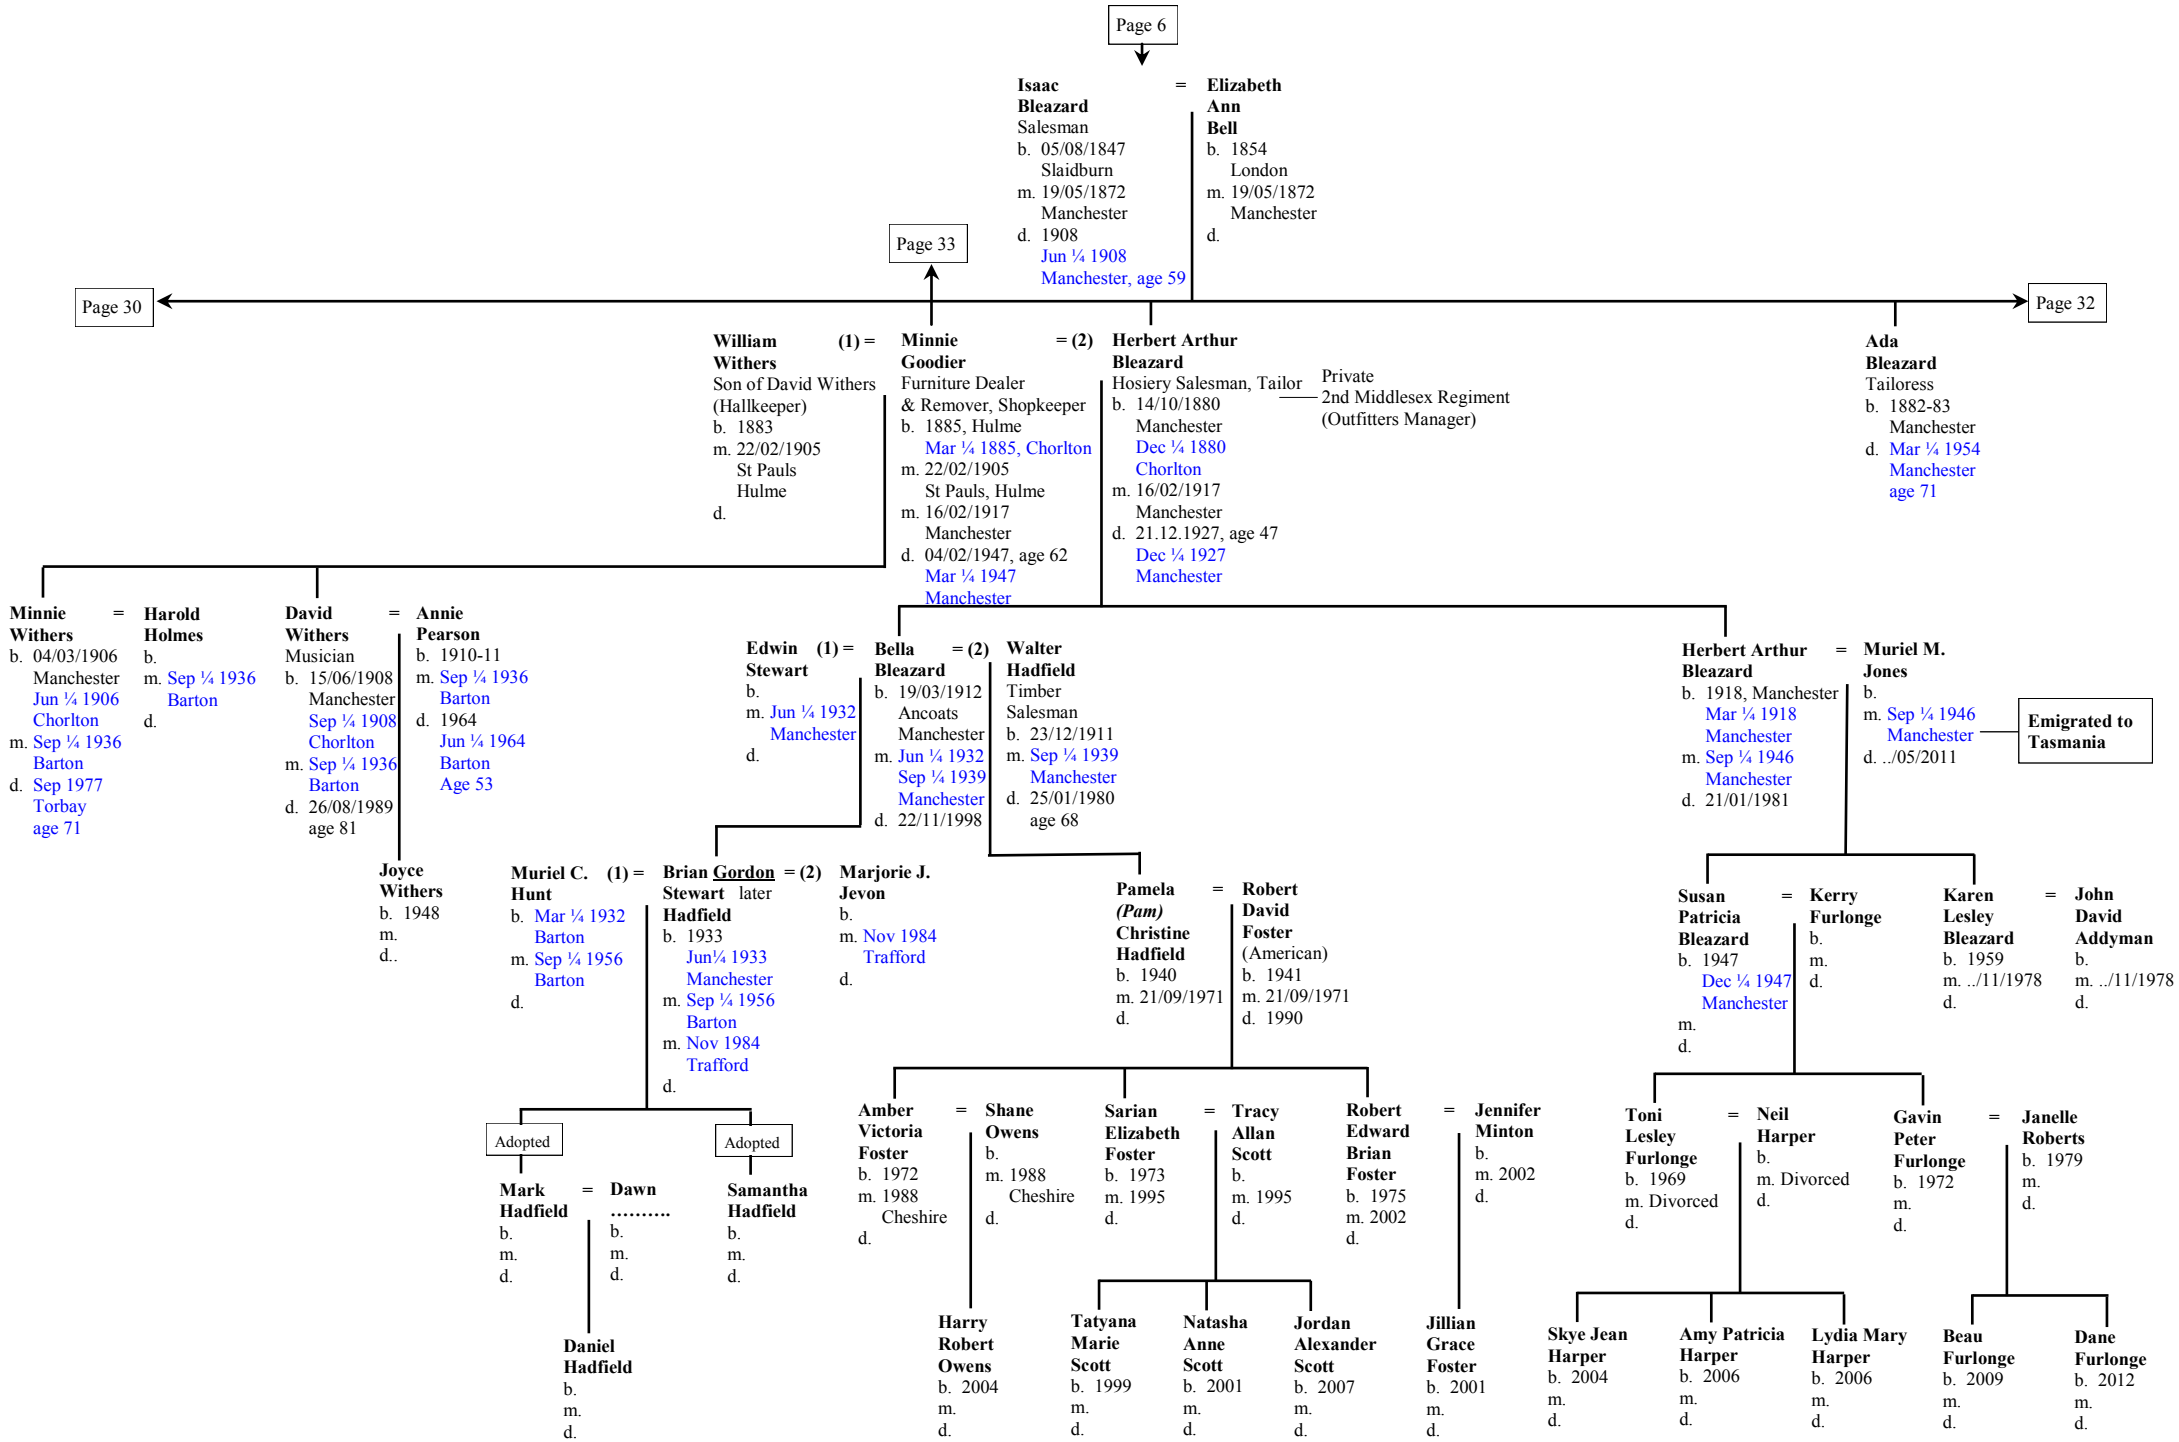 Page 6
Isaac
Bleazard
Salesman
b. 05/08/1847
Slaidburn
m. 19/05/1872
Manchester
d. 1908
Jun ¼ 1908
Manchester, age 59
=
Elizabeth
Ann
Bell
b. 1854
London
m. 19/05/1872
Manchester
d.
Page 33
Page 30
Page 32
William
Withers
Son of David Withers
(Hallkeeper)
b. 1883
m. 22/02/1905
St Pauls
Hulme
d.
(1) =
Minnie
Goodier
Furniture Dealer
& Remover, Shopkeeper
b. 1885, Hulme
Mar ¼ 1885, Chorlton
m. 22/02/1905
St Pauls, Hulme
m. 16/02/1917
Manchester
d. 04/02/1947, age 62
Mar ¼ 1947
Manchester
= (2)
Herbert Arthur
Bleazard
Hosiery Salesman, Tailor
b. 14/10/1880
Manchester
Dec ¼ 1880
Chorlton
m. 16/02/1917
Manchester
d. 21.12.1927, age 47
Dec ¼ 1927
Manchester
Private
2nd Middlesex Regiment
(Outfitters Manager)
Ada
Bleazard
Tailoress
b. 1882-83
Manchester
d. Mar ¼ 1954
Manchester
age 71
Minnie
Withers
b. 04/03/1906
Manchester
Jun ¼ 1906
Chorlton
m. Sep ¼ 1936
Barton
d. Sep 1977
Torbay
age 71
=
Harold
Holmes
b.
m. Sep ¼ 1936
Barton
d.
David
Withers
Musician
b. 15/06/1908
Manchester
Sep ¼ 1908
Chorlton
m. Sep ¼ 1936
Barton
d. 26/08/1989
age 81
=
Annie
Pearson
b. 1910-11
m. Sep ¼ 1936
Barton
d. 1964
Jun ¼ 1964
Barton
Age 53
Edwin
Stewart
b.
m. Jun ¼ 1932
Manchester
d.
(1) =
Bella
Bleazard
b. 19/03/1912
Ancoats
Manchester
m. Jun ¼ 1932
Sep ¼ 1939
Manchester
d. 22/11/1998
= (2)
Walter
Hadfield
Timber
Salesman
b. 23/12/1911
m. Sep ¼ 1939
Manchester
d. 25/01/1980
age 68
Herbert Arthur
Bleazard
b. 1918, Manchester
Mar ¼ 1918
Manchester
m. Sep ¼ 1946
Manchester
d. 21/01/1981
=
Muriel M.
Jones
b.
m. Sep ¼ 1946
Manchester
d. ../05/2011
Emigrated to
Tasmania
Joyce
Withers
b. 1948
m.
d..
Muriel C.
Hunt
b. Mar ¼ 1932
Barton
m. Sep ¼ 1956
Barton
d.
(1) =
Brian Gordon
Stewart later
Hadfield
b. 1933
Jun¼ 1933
Manchester
m. Sep ¼ 1956
Barton
m. Nov 1984
Trafford
d.
= (2)
Marjorie J.
Jevon
b.
m. Nov 1984
Trafford
d.
Pamela
(Pam)
Christine
Hadfield
b. 1940
m. 21/09/1971
d.
=
Robert
David
Foster
(American)
b. 1941
m. 21/09/1971
d. 1990
Susan
Patricia
Bleazard
b. 1947
Dec ¼ 1947
Manchester
m.
d.
=
Kerry
Furlonge
b.
m.
d.
Karen
Lesley
Bleazard
b. 1959
m. ../11/1978
d.
=
John
David
Addyman
b.
m. ../11/1978
d.
Adopted
Adopted
Mark
Hadfield
b.
m.
d.
=
Dawn
……….
b.
m.
d.
Samantha
Hadfield
b.
m.
d.
Amber
Victoria
Foster
b. 1972
m. 1988
Cheshire
d.
=
Shane
Owens
b.
m. 1988
Cheshire
d.
Sarian
Elizabeth
Foster
b. 1973
m. 1995
d.
=
Tracy
Allan
Scott
b.
m. 1995
d.
Robert
Edward
Brian
Foster
b. 1975
m. 2002
d.
=
Jennifer
Minton
b.
m. 2002
d.
Toni
Lesley
Furlonge
b. 1969
m. Divorced
d.
=
Neil
Harper
b.
m. Divorced
d.
Gavin
Peter
Furlonge
b. 1972
m.
d.
=
Janelle
Roberts
b. 1979
m.
d.
Daniel
Hadfield
b.
m.
d.
Harry
Robert
Owens
b. 2004
m.
d.
Tatyana
Marie
Scott
b. 1999
m.
d.
Natasha
Anne
Scott
b. 2001
m.
d.
Jordan
Alexander
Scott
b. 2007
m.
d.
Jillian
Grace
Foster
b. 2001
m.
d.
Skye Jean
Harper
b. 2004
m.
d.
Amy Patricia
Harper
b. 2006
m.
d.
Lydia Mary
Harper
b. 2006
m.
d.
Beau
Furlonge
b. 2009
m.
d.
Dane
Furlonge
b. 2012
m.
d.